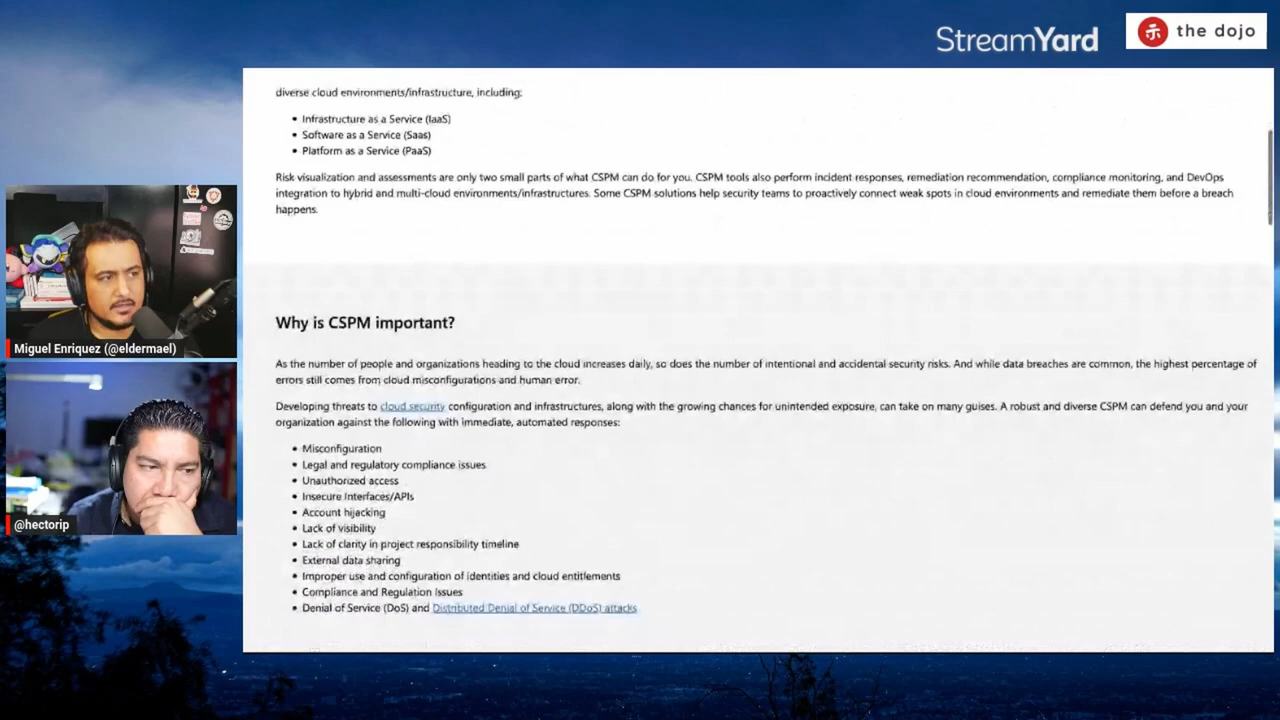 StreamYard
the dojo
diverse cloud environments/infrastructure, including:
• Infrastructure as a Service (IaaS)
• Software as a Service (Saas)
• Platform as a Service (PaaS)
Risk visualization and assessments are only two small parts of what CSPM can do for you. CSPM tools also perform incident responses, remediation recommendation, compliance monitoring, and DevOps
integration to hybrid and multi-cloud environments/infrastructures. Some CSPM solutions help security teams to proactively connect weak spots in cloud environments and remediate them before a breach
happens.
Why is CSPM important?
As the number of people and organizations heading to the cloud increases daily, so does the number of intentional and accidental security risks. And while data breaches are common, the highest percentage of
errors still comes from cloud misconfigurations and human error.
Developing threats to cloud security configuration and infrastructures, along with the growing chances for unintended exposure, can take on many guises. A robust and diverse CSPM can defend you and your
organization against the following with immediate, automated responses:
• Misconfiguration
• Legal and regulatory compliance issues
• Unauthorized access
• Insecure Interfaces/APIs
• Account hijacking
• Lack of visibility
• Lack of clarity in project responsibility timeline
• External data sharing
• Improper use and configuration of identities and cloud entitlements
• Compliance and Regulation Issues
• Denial of Service (DoS) and Distributed Denial of Service (DDoS) attacks
Miguel Enriquez (@eldermael)
@hectorip